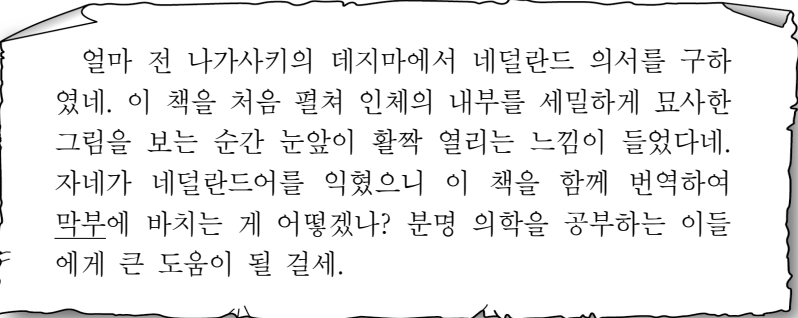 얼마 전 나가사키의 데지마에서 네덜란드 의서를 구하
였네. 이 책을 처음 펼쳐 인체의 내부를 세밀하게 묘사한
그림을 보는 순간 눈앞이 활짝 열리는 느낌이 들었다네.
자네가 네덜란드어를 익혔으니 이 책을 함께 번역하여
막부에 바치는 게 어떻겠나? 분명 의학을 공부하는 이들
에게 큰 도움이 될 걸세.